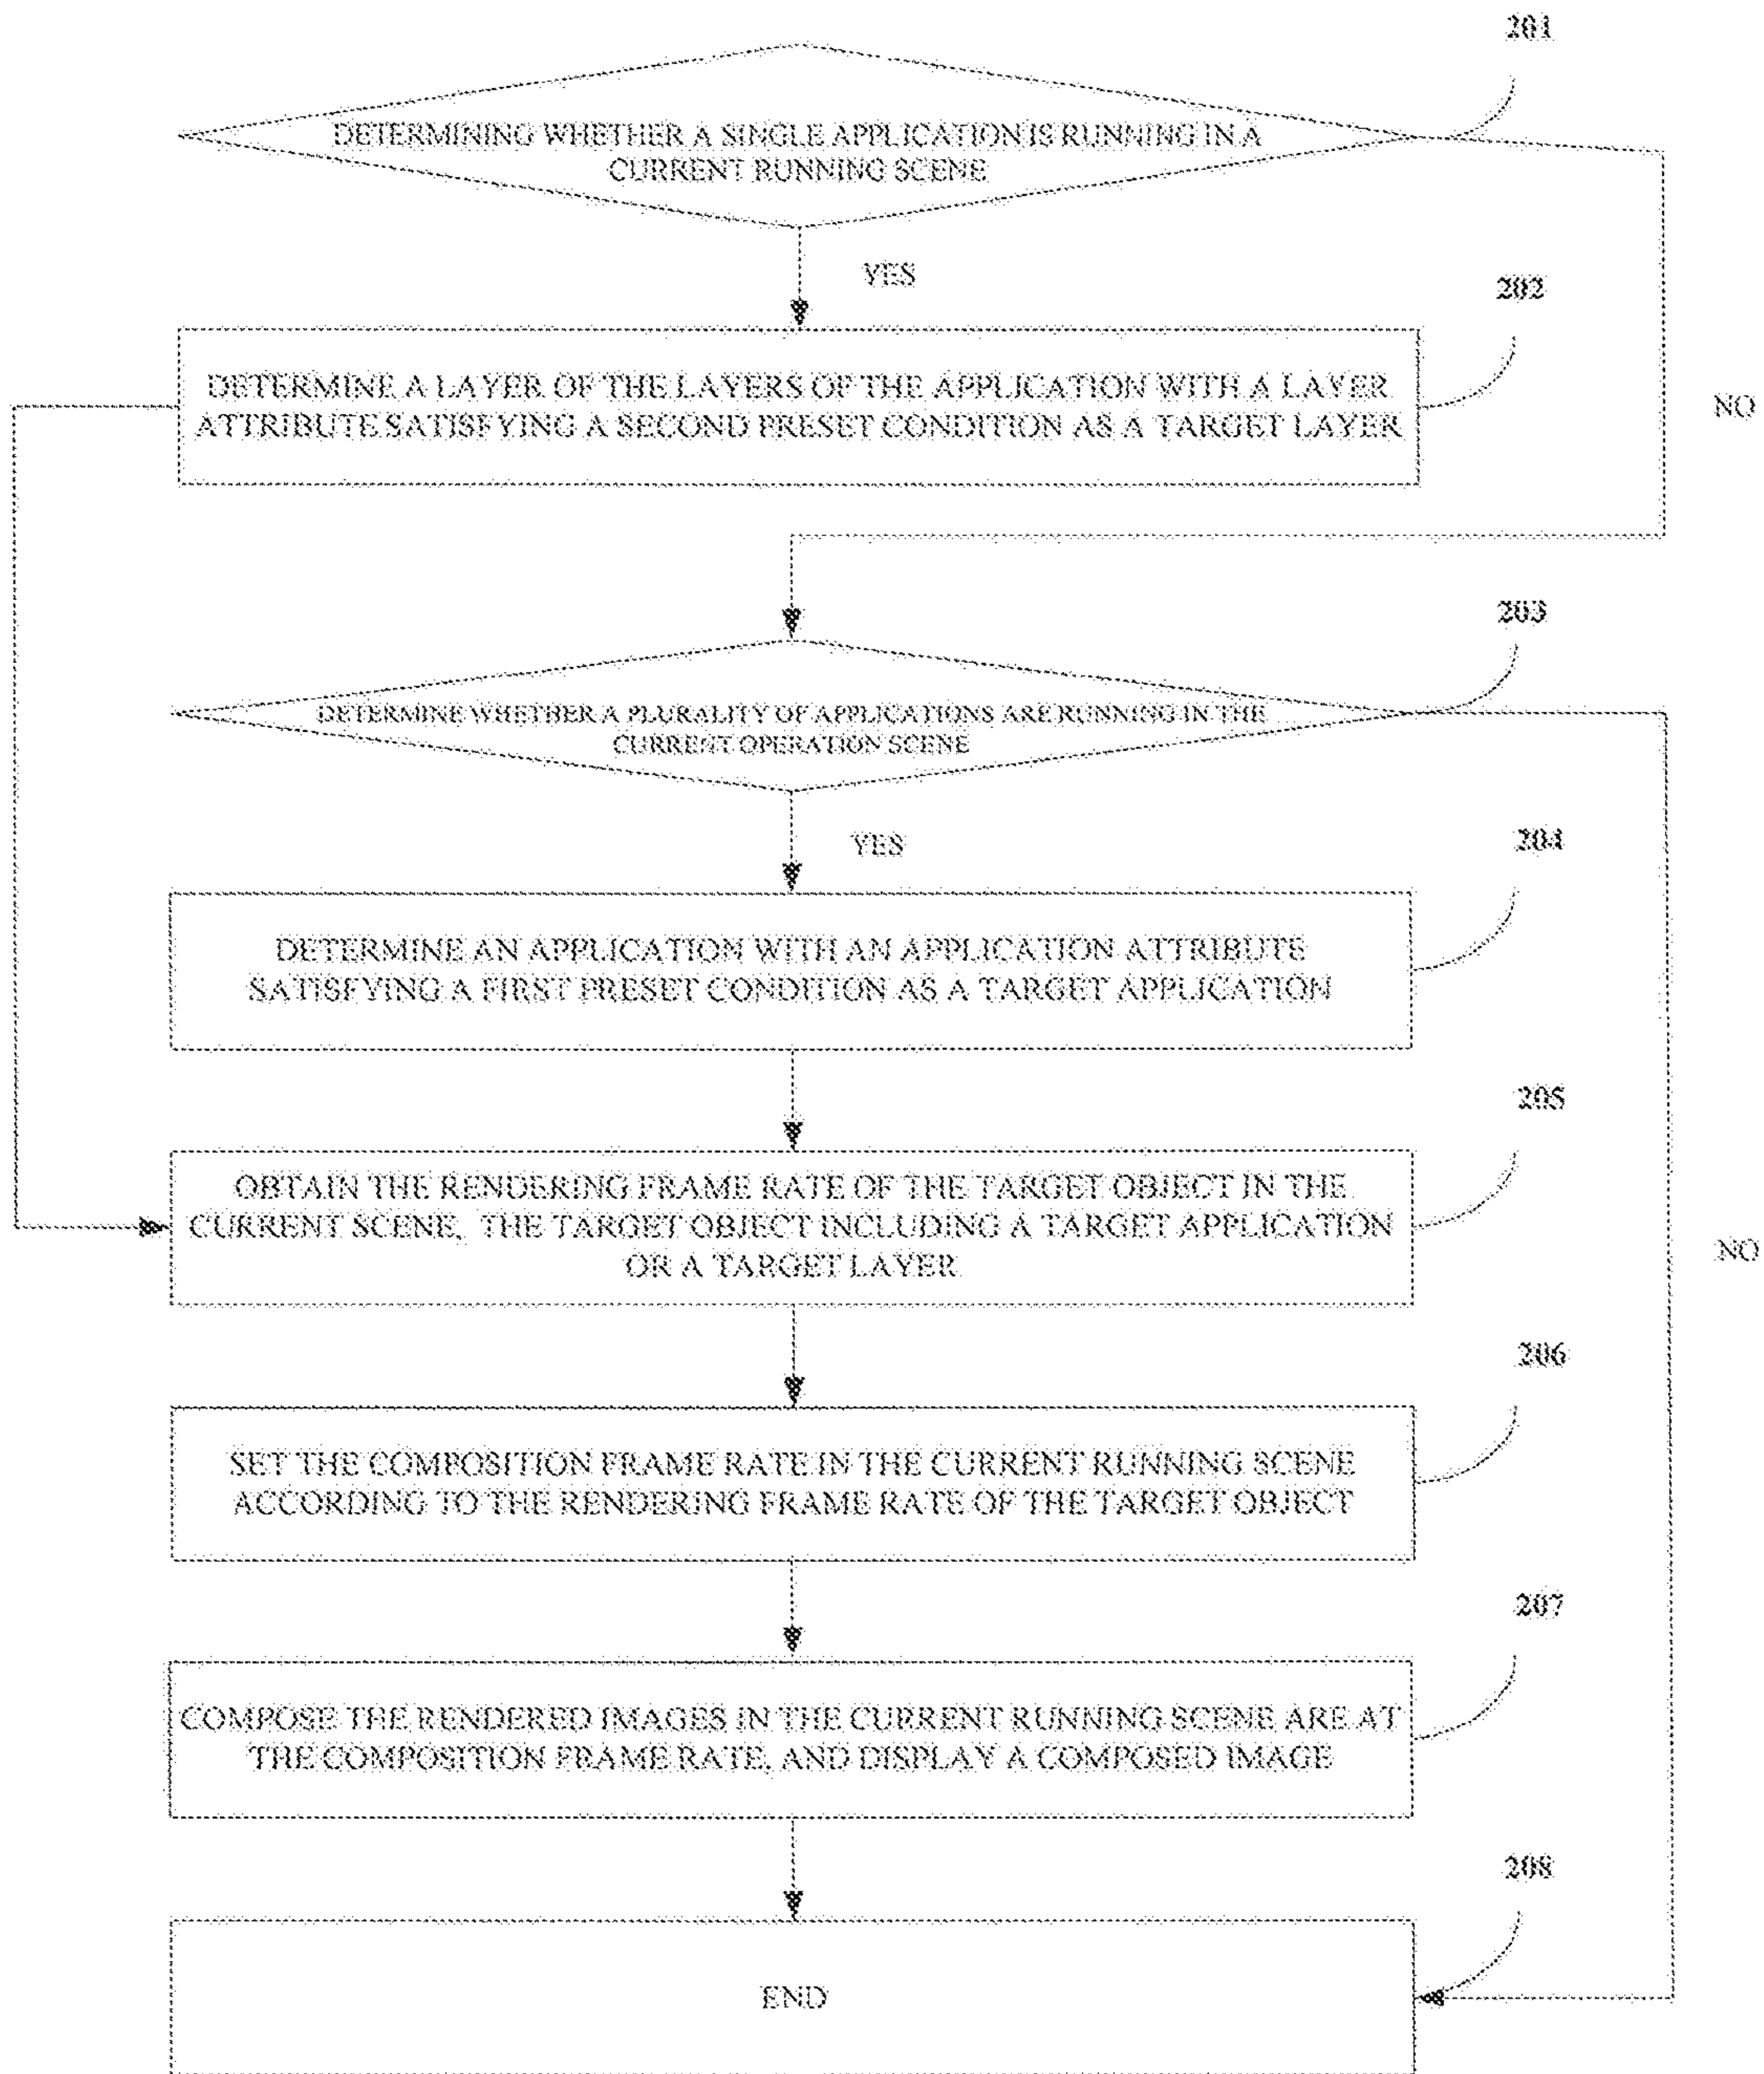 201
DETERMINING WHETHER A SINGLE APPLICATION IS RUNNING IN A
CURRENT RUNNING SCENE
YES
202
DETERMINE A LAYER OF THE LAYERS OF THE APPLICATION WITH A LAYER
ATTRIBUTE SATISFYING A SECOND PRESET CONDITION AS A TARGET LAYER
NO
203
DETERMINE WHETHER A PLURALITY OF APPLICATIONS ARE RUNNING IN THE
CURRENT OPERATION SCENE
YES
204
DETERMINE AN APPLICATION WITH AN APPLICATION ATTRIBUTE
SATISFYING A FIRST PRESET CONDITION AS A TARGET APPLICATION
205
OBTAIN THE RENDERING FRAME RATE OF THE TARGET OBJECT IN THE
CURRENT SCENE, THE TARGET OBJECT INCLUDING A TARGET APPLICATION
OR A TARGET LAYER
NO
206
SET THE COMPOSITION FRAME RATE IN THE CURRENT RUNNING SCENE
ACCORDING TO THE RENDERING FRAME RATE OF THE TARGET OBJECT
207
COMPOSE THE RENDERED IMAGES IN THE CURRENT RUNNING SCENE ARE AT
THE COMPOSITION FRAME RATE, AND DISPLAY A COMPOSED IMAGE
208
END